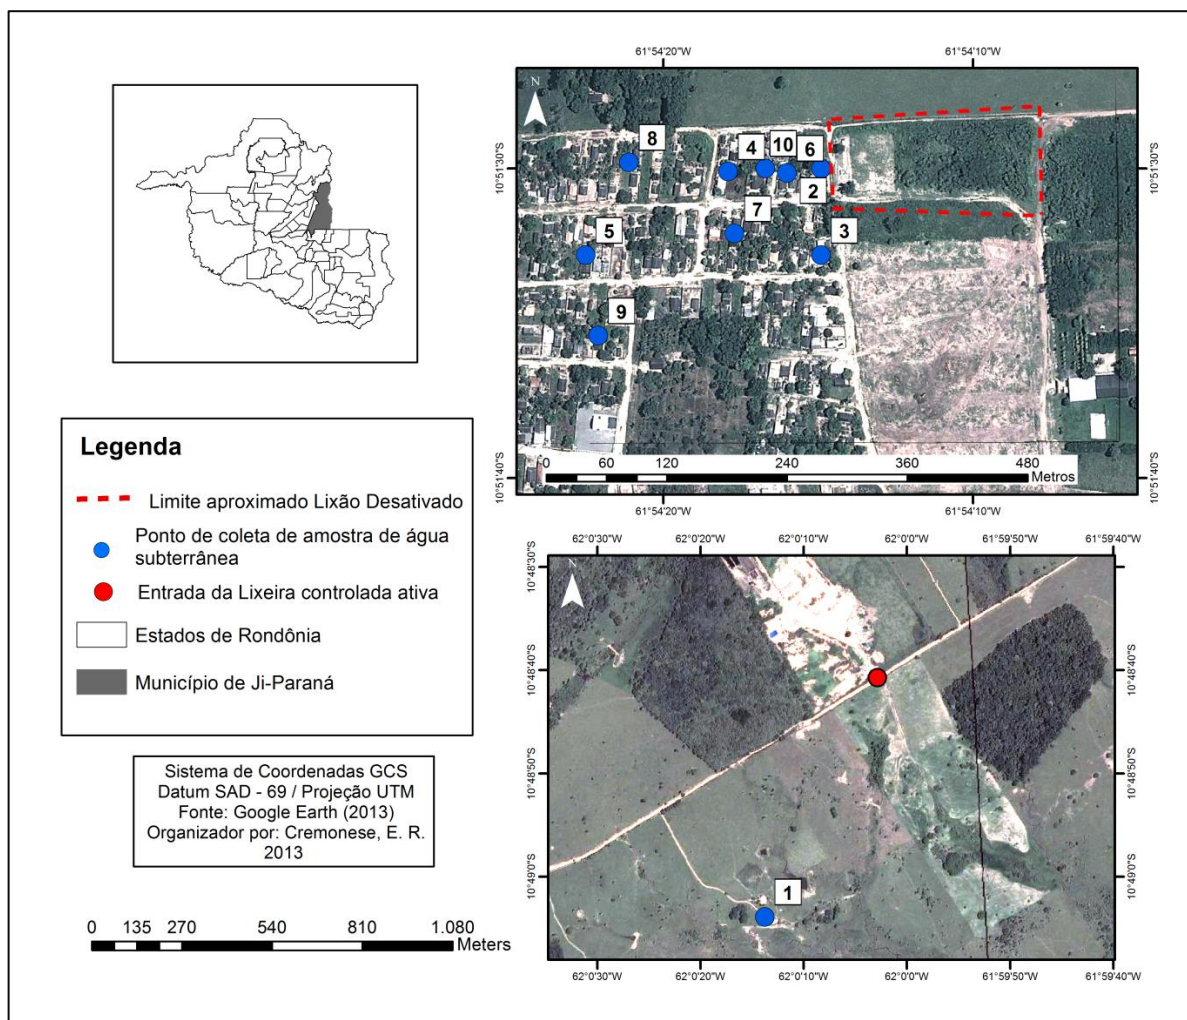 61°54'20"W
61°54'10"W
N
8
4
10
6
10°51'30"S
10°51'30"S
2
7
5
3
9
0
60
120
240
360
480
Metros
10°51'40"S
10°51'40"S
61°54'20"W
61°54'10"W
Legenda
Limite aproximado Lixão Desativado
Ponto de coleta de amostra de água
subterrânea
Entrada da Lixeira controlada ativa
Estados de Rondônia
Município de Ji-Paraná
Sistema de Coordenadas GCS
Datum SAD - 69 / Projeção UTM
Fonte: Google Earth (2013)
Organizador por: Cremonese, E. R.
2013
0
135
270
540
810
1.080
Meters
62°0'30"W
62°0'20"W
62°0'10"W
62°0'0"W
61°59'50"W
61°59'40"W
10°48'30"S
10°48'30"S
N
10°48'40"S
10°48'40"S
10°48'50"S
10°48'50"S
10°49'0"S
10°49'0"S
1
62°0'30"W
62°0'20"W
62°0'10"W
62°0'0"W
61°59'50"W
61°59'40"W